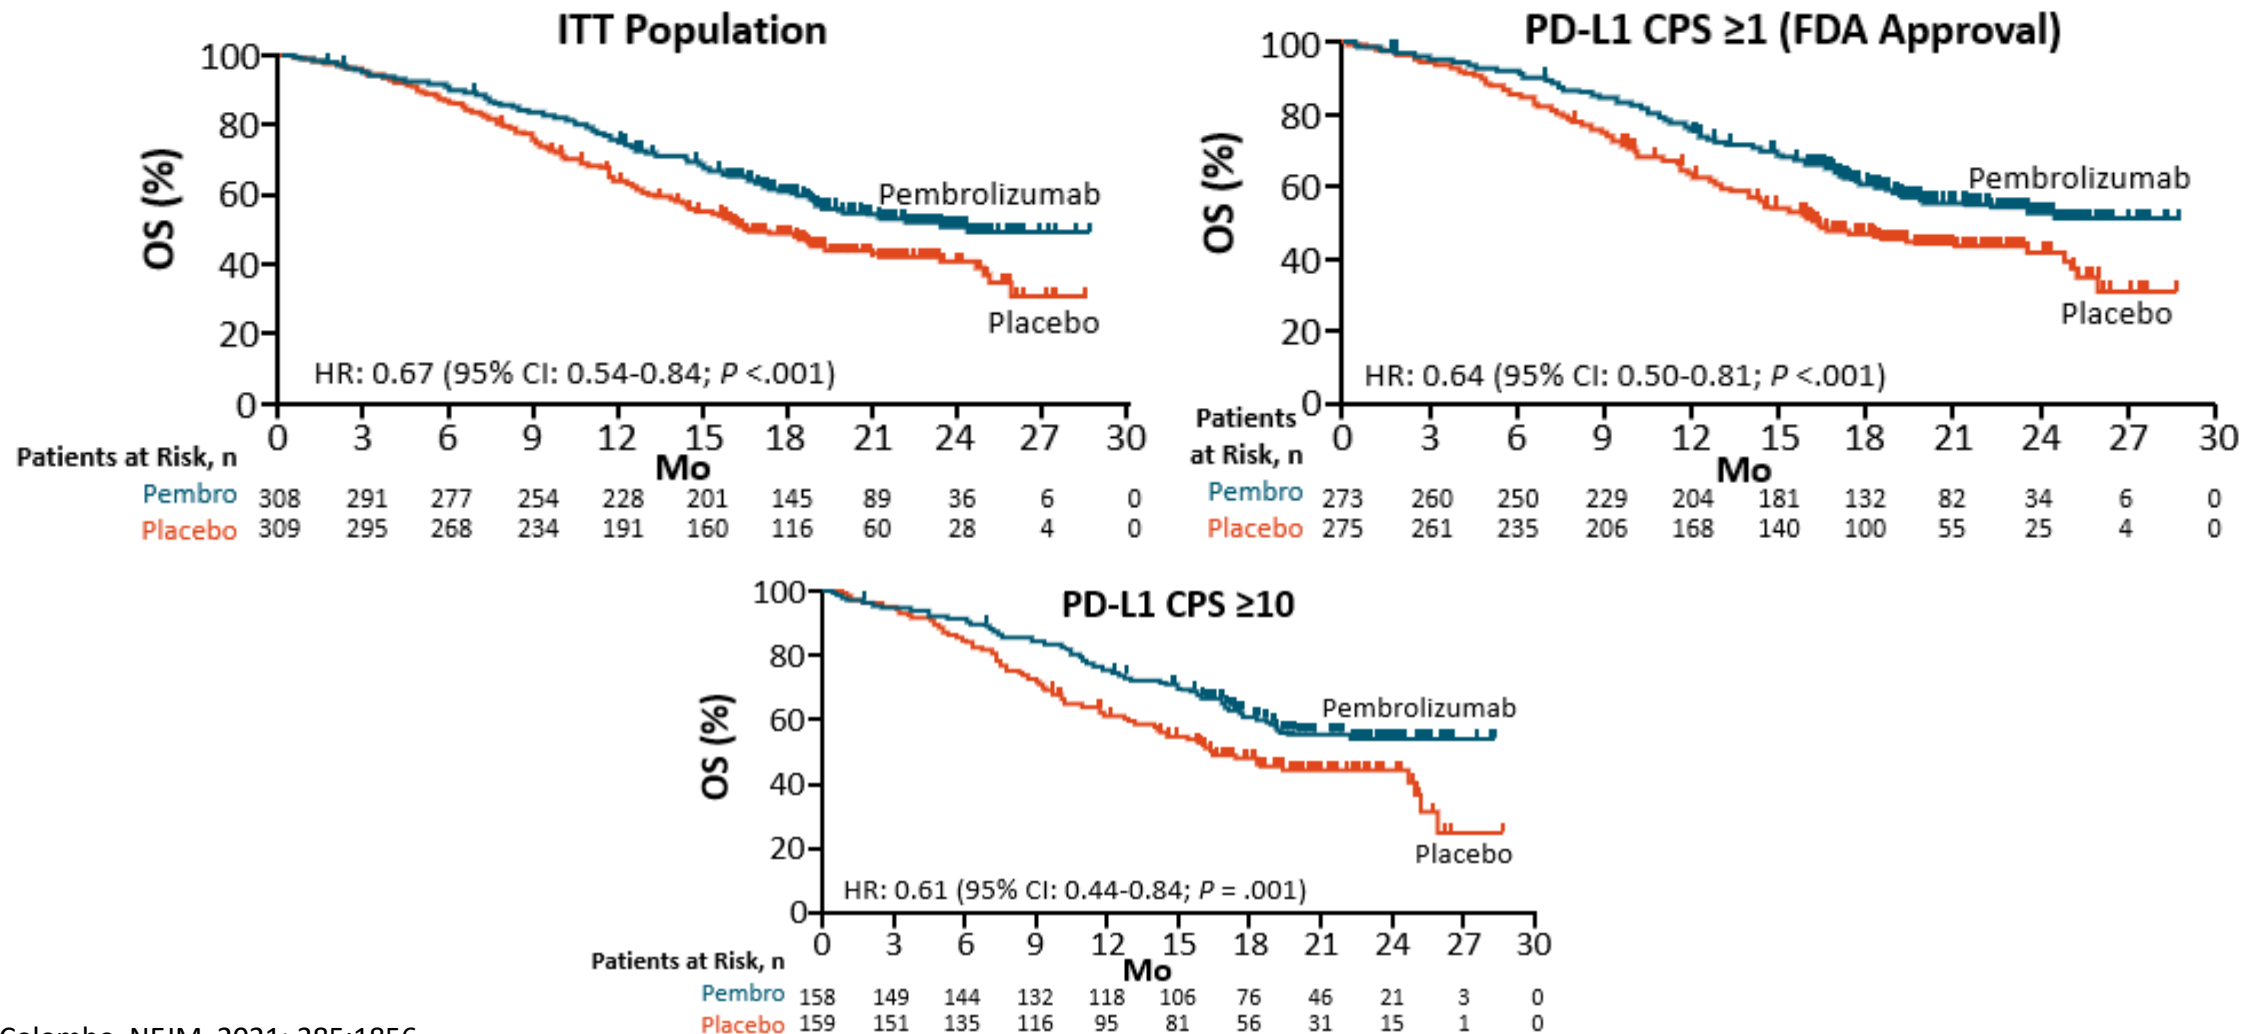 ITT Population
OS (%)
100
80
60
40
20
0
Pembrolizumab
Placebo
HR: 0.67 (95% CI: 0.54-0.84; P <.001)
0 3 6 9 12 15 18 21 24 27 30
Mo
Patients at Risk, n
Pembro 308 291 277 254 228 201 145 89 36 6 0
Placebo 309 295 268 234 191 160 116 60 28 4 0
PD-L1 CPS ≥1 (FDA Approval)
OS (%)
100
80
60
40
20
0
Pembrolizumab
Placebo
HR: 0.64 (95% CI: 0.50-0.81; P <.001)
0 3 6 9 12 15 18 21 24 27 30
Mo
Patients
at Risk, n
Pembro 273 260 250 229 204 181 132 82 34 6 0
Placebo 275 261 235 206 168 140 100 55 25 4 0
PD-L1 CPS ≥10
OS (%)
100
80
60
40
20
0
Pembrolizumab
Placebo
HR: 0.61 (95% CI: 0.44-0.84; P = .001)
0 3 6 9 12 15 18 21 24 27 30
Mo
Patients at Risk, n
Pembro 158 149 144 132 118 106 76 46 21 3 0
Placebo 159 151 135 116 95 81 56 31 15 1 0
Colombo. NEJM. 2021; 385:1856